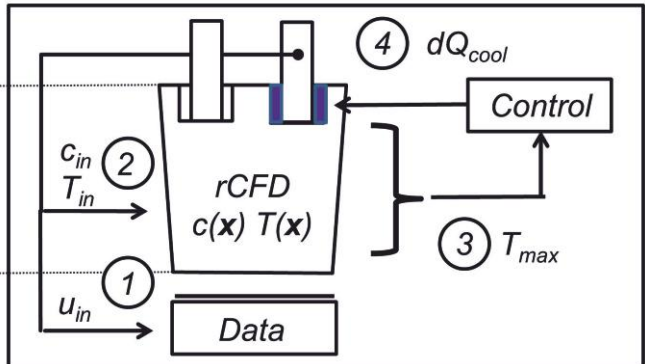 4 dQcool
Control
cin 2
Tin
rCFD
c(x) T(x)
3 Tmax
1
uin
Data